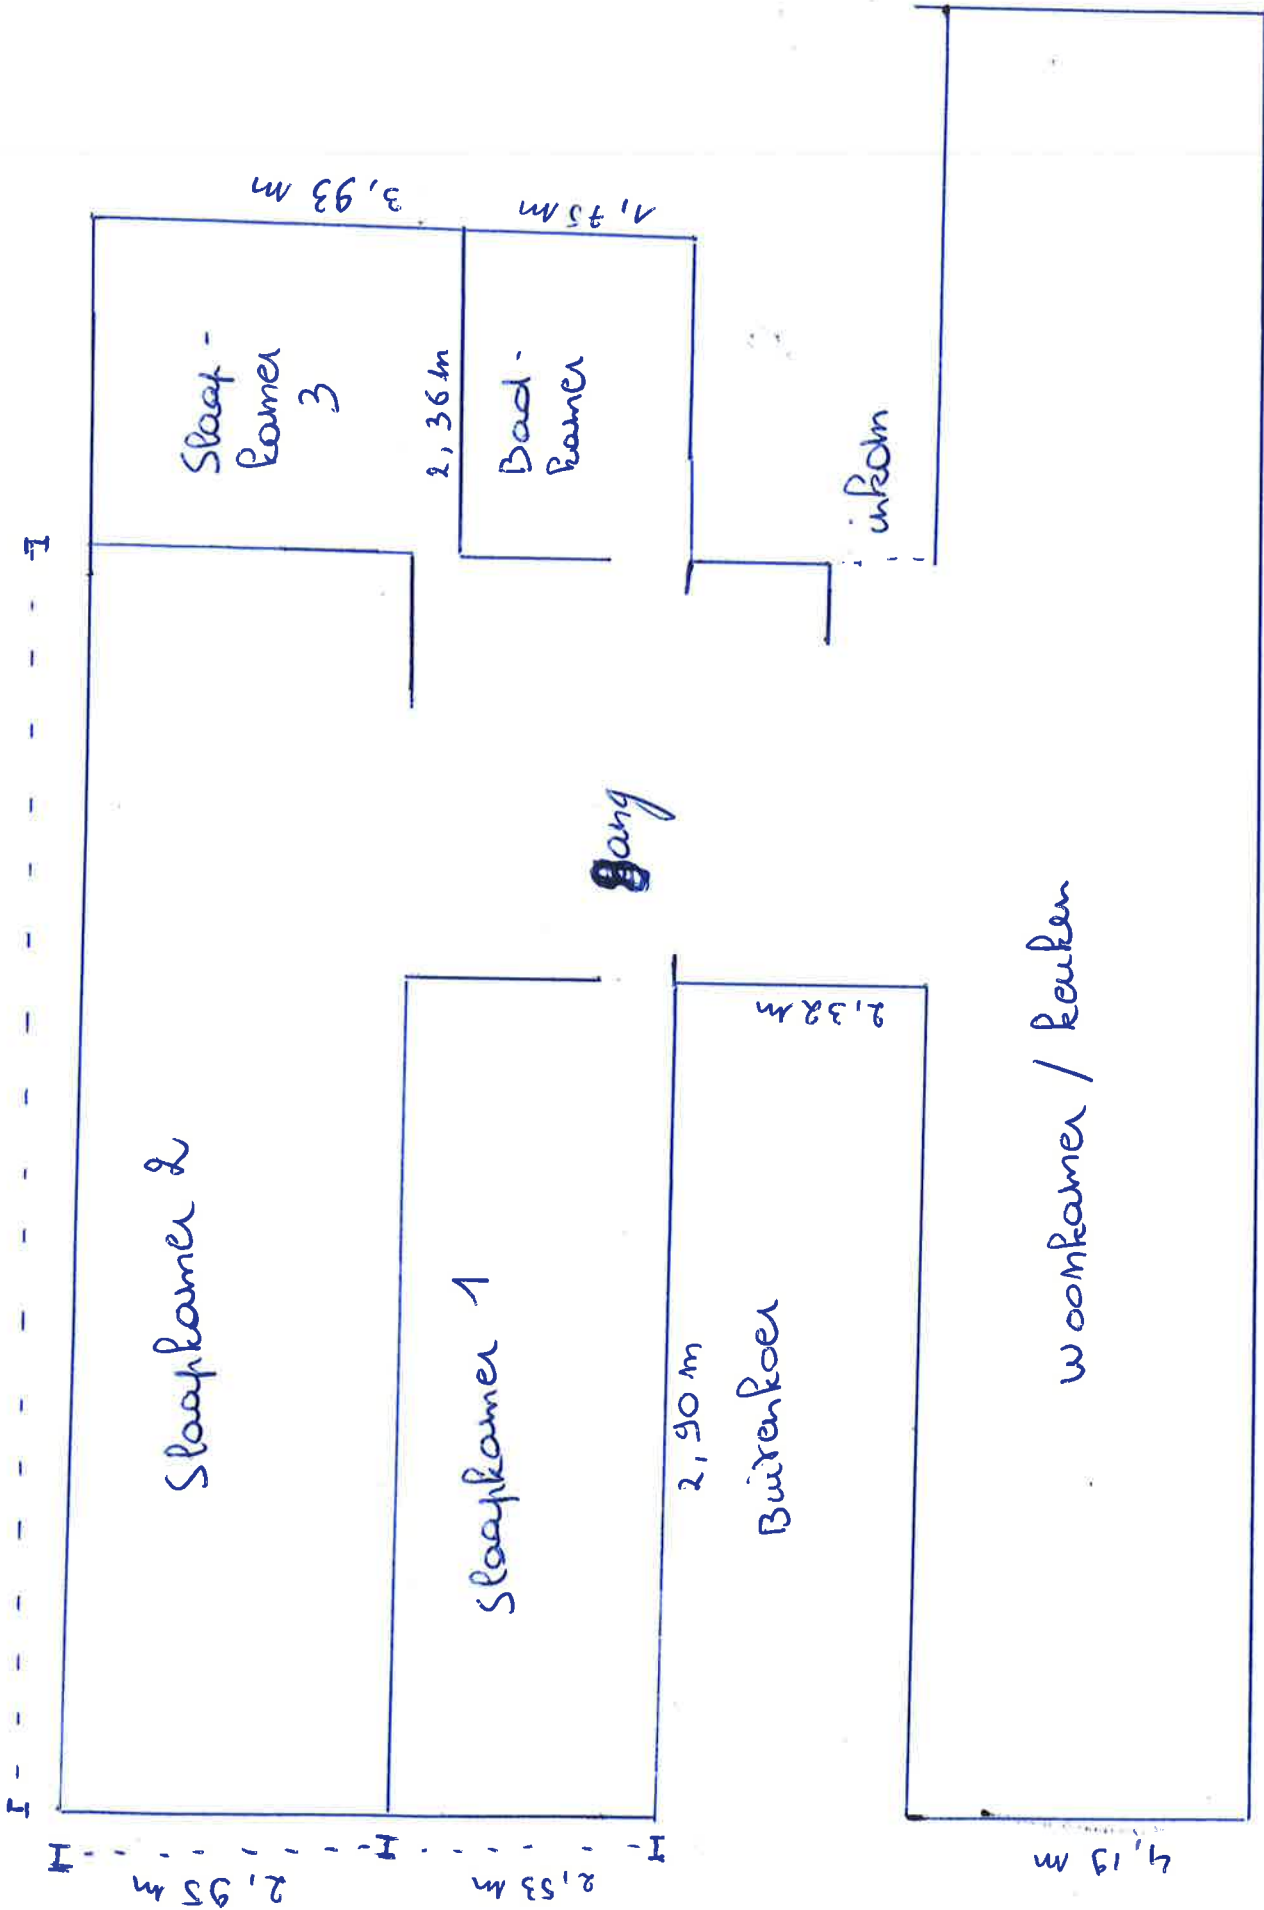 3,93 m
1,75 m
Slaap-
kamer
3
2,36 m
Bad-
kamer
inkom
gang
2,32 m
Slaapkamer 2
Slaapkamer 1
2,90 m
Buitenkoer
woonkamer / keuken
2,95 m
2,53 m
4,19 m